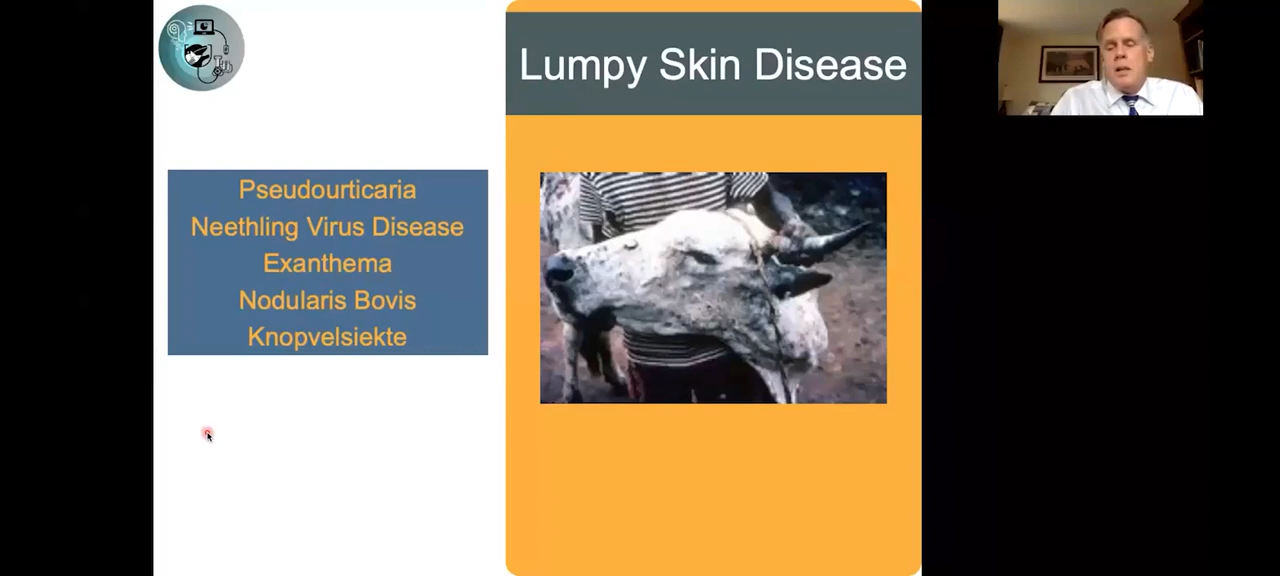 Lumpy Skin Disease
Pseudourticaria
Neethling Virus Disease
Exanthema
Nodularis Bovis
Knopvelsiekte